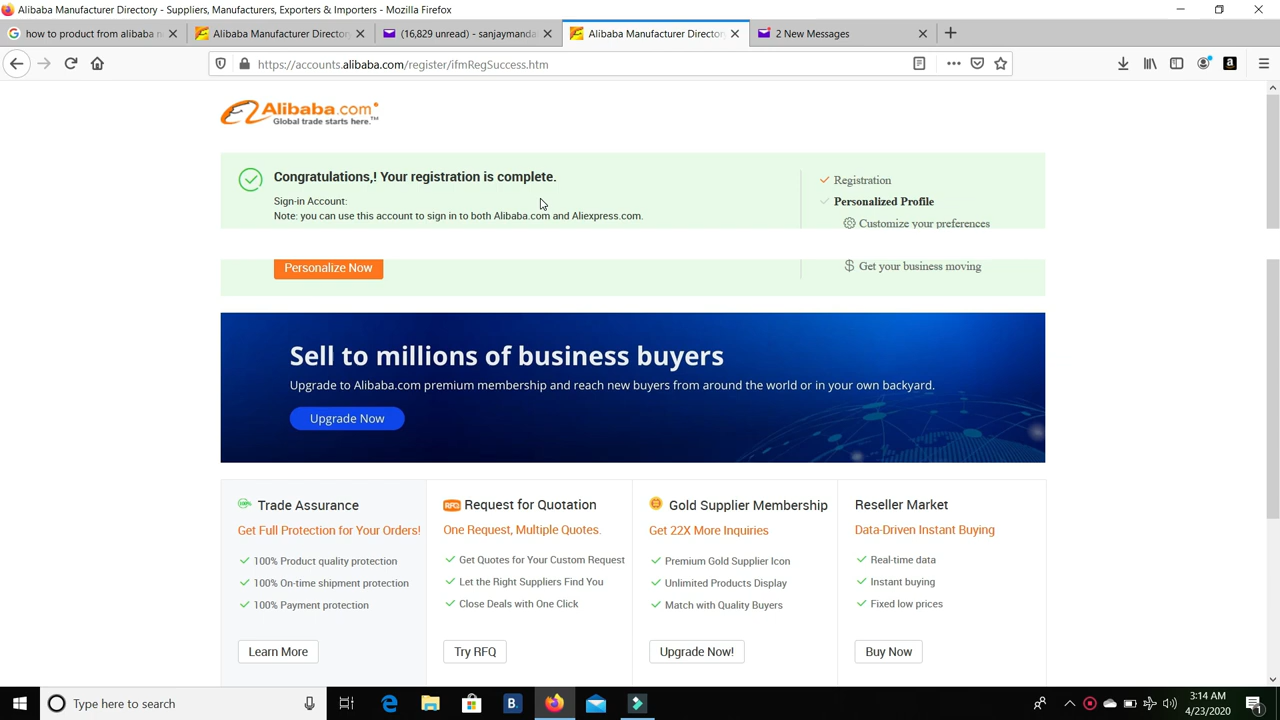 Alibaba Manufacturer Directory - Suppliers, Manufacturers, Exporters & Importers - Mozilla Firefox
how to product from alibaba
Alibaba Manufacturer Directory
(16,829 unread) - sanjaymanda
Alibaba Manufacturer Directory
2 New Messages
https://accounts.alibaba.com/register/ifmRegSuccess.htm
Alibaba.com
Global trade starts here.™
Congratulations,! Your registration is complete.
Sign-in Account:
Note: you can use this account to sign in to both Alibaba.com and Aliexpress.com.
Personalize Now
Registration
Personalized Profile
Customize your preferences
Get your business moving
Sell to millions of business buyers
Upgrade to Alibaba.com premium membership and reach new buyers from around the world or in your own backyard.
Upgrade Now
Trade Assurance
Get Full Protection for Your Orders!
100% Product quality protection
100% On-time shipment protection
100% Payment protection
Learn More
RFQ Request for Quotation
One Request, Multiple Quotes.
Get Quotes for Your Custom Request
Let the Right Suppliers Find You
Close Deals with One Click
Try RFQ
Gold Supplier Membership
Get 22X More Inquiries
Premium Gold Supplier Icon
Unlimited Products Display
Match with Quality Buyers
Upgrade Now!
Reseller Market
Data-Driven Instant Buying
Real-time data
Instant buying
Fixed low prices
Buy Now
Type here to search
3:14 AM
4/23/2020